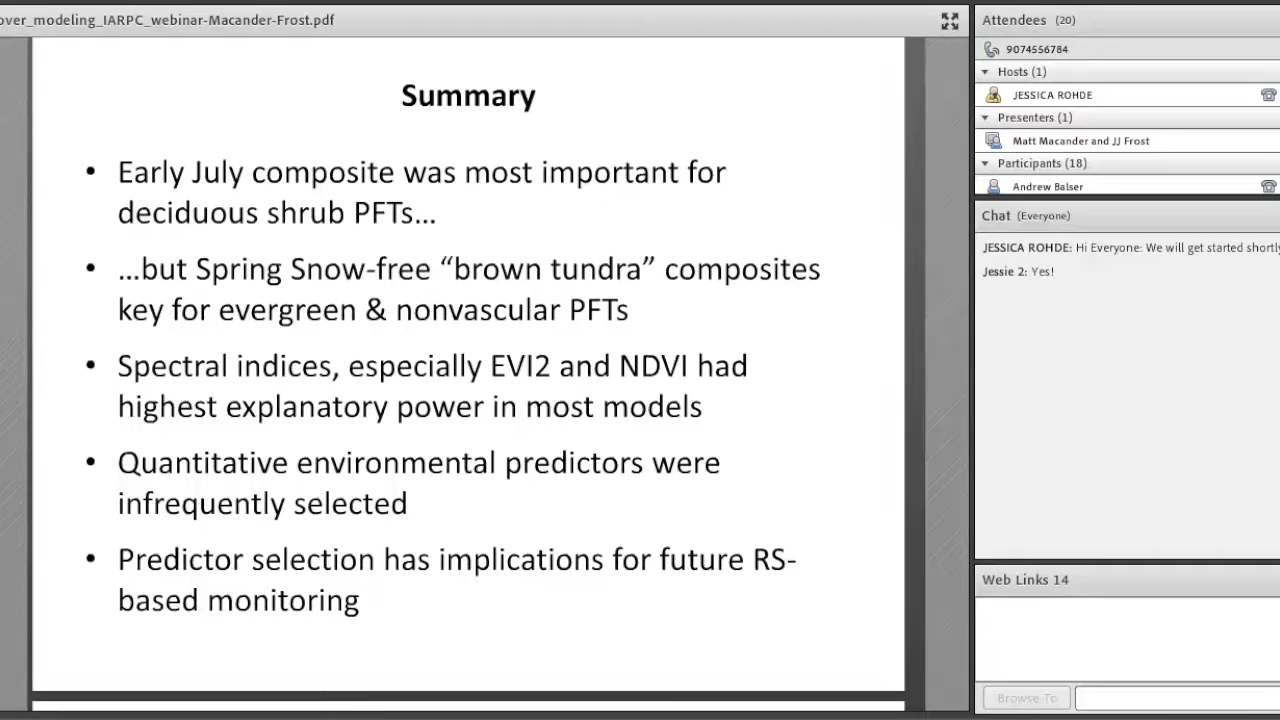 over_modeling_IARPC_webinar-Macander-Frost.pdf
Summary
• Early July composite was most important for
deciduous shrub PFTs…
• …but Spring Snow-free “brown tundra” composites
key for evergreen & nonvascular PFTs
• Spectral indices, especially EVI2 and NDVI had
highest explanatory power in most models
• Quantitative environmental predictors were
infrequently selected
• Predictor selection has implications for future RS-
based monitoring
Attendees (20)
9074556784
Hosts (1)
JESSICA ROHDE
Presenters (1)
Matt Macander and JJ Frost
Participants (18)
Andrew Balser
Chat (Everyone)
JESSICA ROHDE: Hi Everyone: We will get started shortly
Jessie 2: Yes!
Web Links 14
Browse To